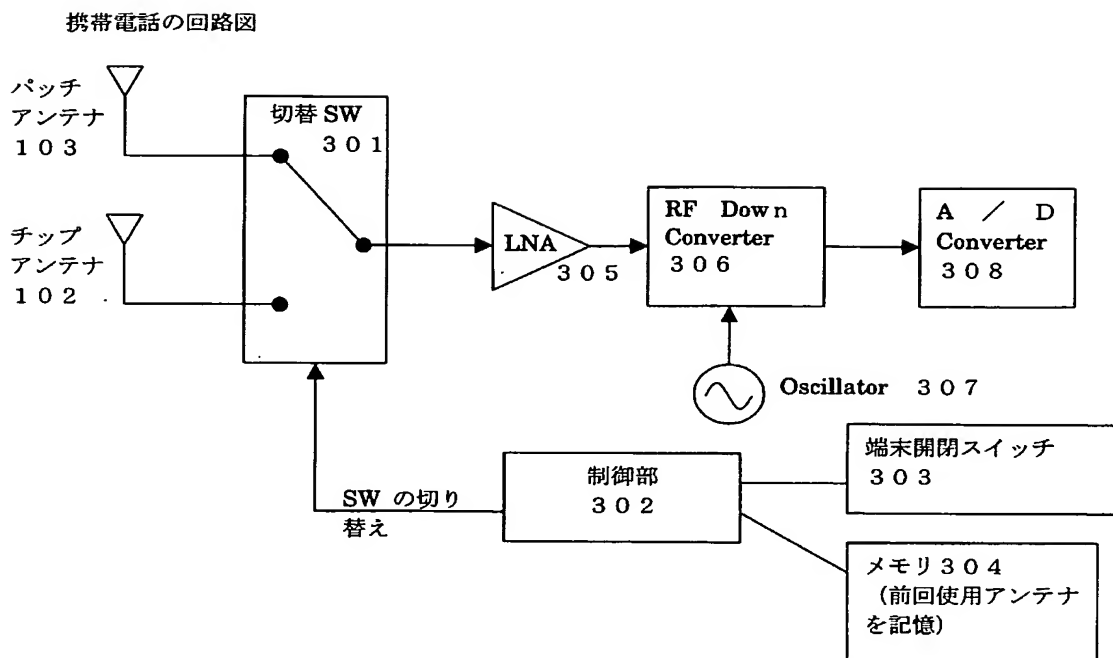 携帯電話の回路図
パッチ
アンテナ
１０３
チップ
アンテナ
１０２
切替 SW
３０１
LNA
３０５
RF Down
Converter
３０６
A ／ D
Converter
３０８
Oscillator ３０７
制御部
３０２
SW の切り
替え
端末開閉スイッチ
３０３
メモリ３０４
（前回使用アンテナ
を記憶）